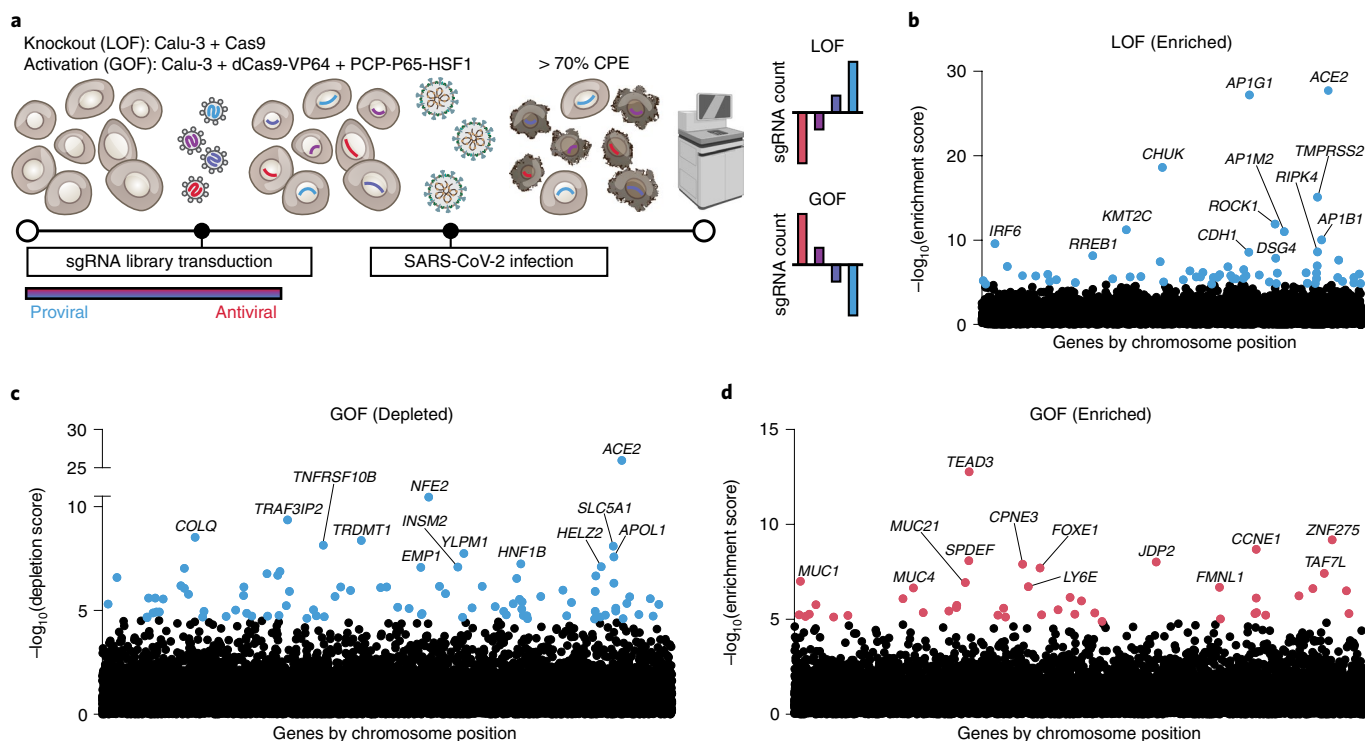 a
Knockout (LOF): Calu-3 + Cas9
Activation (GOF): Calu-3 + dCas9-VP64 + PCP-P65-HSF1
> 70% CPE
sgRNA library transduction
SARS-CoV-2 infection
Proviral
Antiviral
LOF
sgRNA count
GOF
sgRNA count
b
LOF (Enriched)
–log10(enrichment score)
30
20
10
0
IRF6
RREB1
KMT2C
CHUK
AP1G1
ACE2
TMPRSS2
AP1M2
RIPK4
ROCK1
AP1B1
CDH1
DSG4
Genes by chromosome position
c
GOF (Depleted)
–log10(depletion score)
30
25
10
5
0
COLQ
TRAF3IP2
TNFRSF10B
TRDMT1
NFE2
INSM2
YLPM1
EMP1
HNF1B
ACE2
SLC5A1
HELZ2
APOL1
Genes by chromosome position
d
GOF (Enriched)
–log10(enrichment score)
15
10
5
0
MUC1
MUC21
MUC4
TEAD3
SPDEF
CPNE3
FOXE1
LY6E
JDP2
CCNE1
FMNL1
ZNF275
TAF7L
Genes by chromosome position